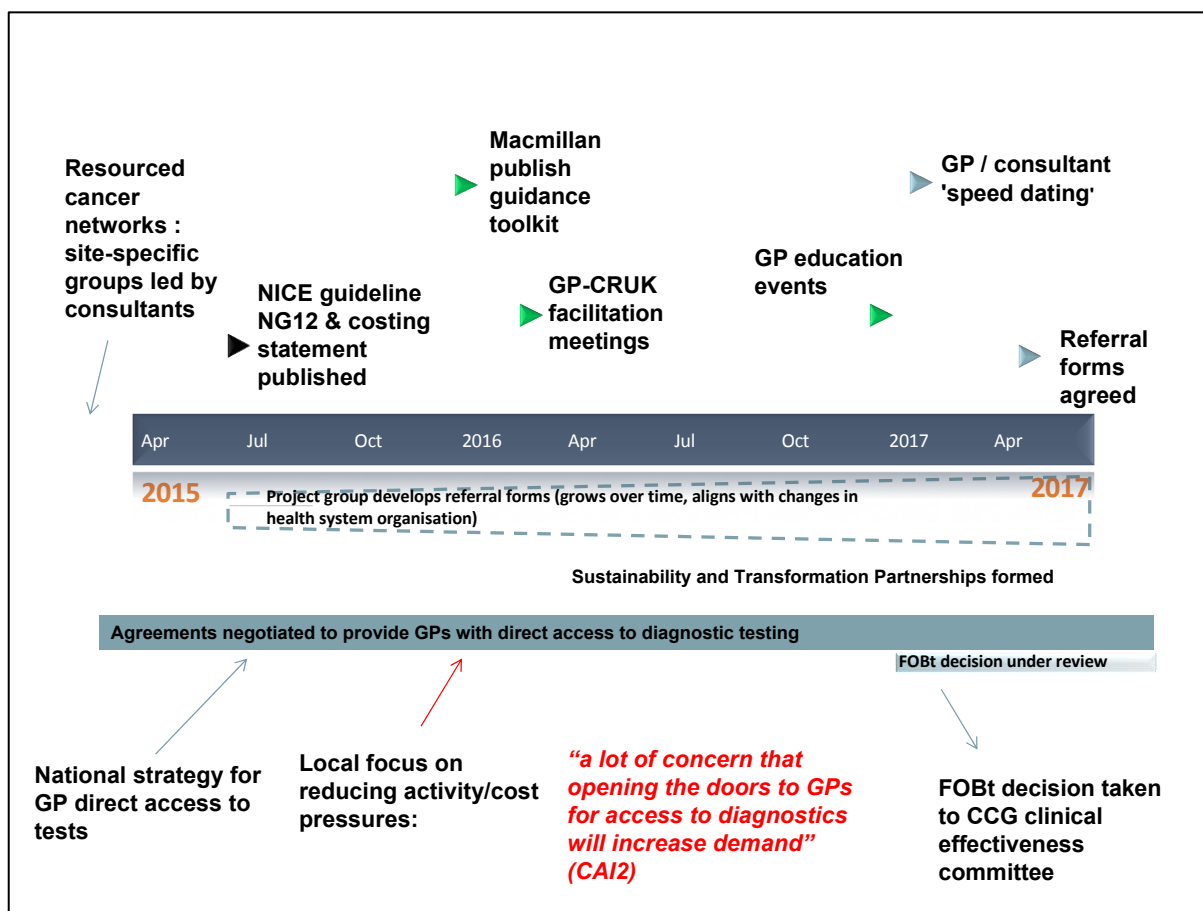 Resourced
cancer
networks :
site-specific
groups led by
consultants
Macmillan
publish
guidance
toolkit
GP / consultant
'speed dating'
NICE guideline
NG12 & costing
statement
published
GP-CRUK
facilitation
meetings
GP education
events
Referral
forms
agreed
Apr Jul Oct 2016 Apr Jul Oct 2017 Apr
2015
2017
Project group develops referral forms (grows over time, aligns with changes in
health system organisation)
Sustainability and Transformation Partnerships formed
Agreements negotiated to provide GPs with direct access to diagnostic testing
FOBt decision under review
National strategy for
GP direct access to
tests
Local focus on
reducing activity/cost
pressures:
“a lot of concern that
opening the doors to GPs
for access to diagnostics
will increase demand”
(CAI2)
FOBt decision taken
to CCG clinical
effectiveness
committee